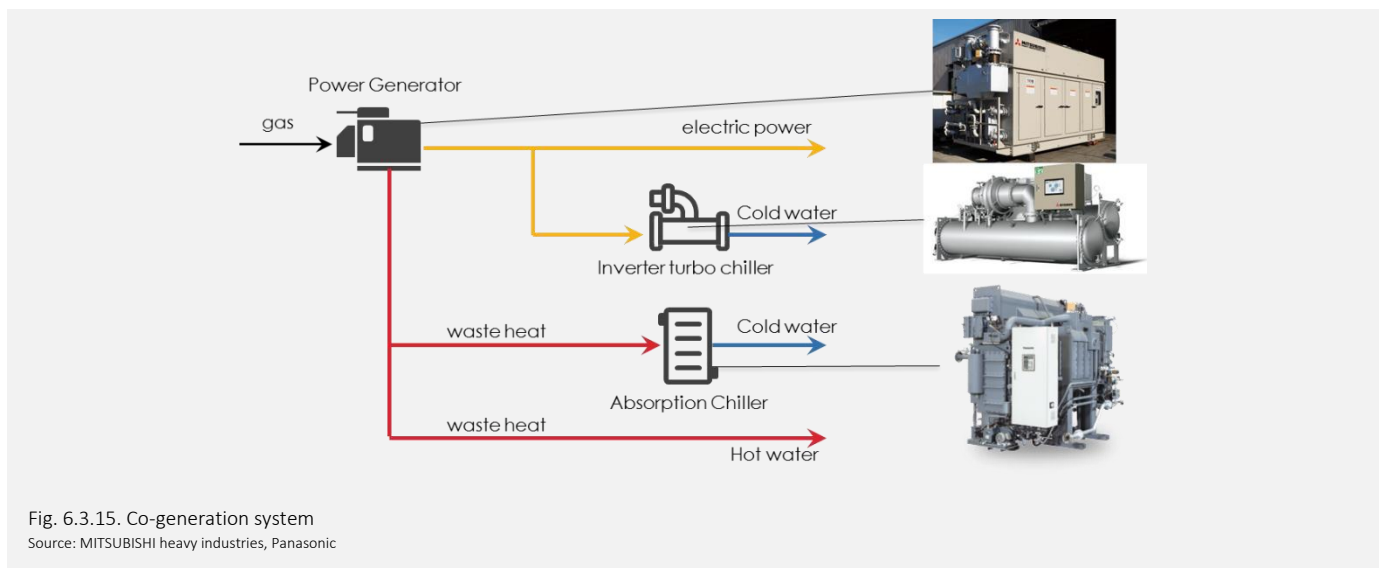 Power Generator
gas
electric power
MITSUBISHI
Cold water
Inverter turbo chiller
waste heat
Cold water
Absorption Chiller
waste heat
Hot water
Fig. 6.3.15. Co-generation system
Source: MITSUBISHI heavy industries, Panasonic